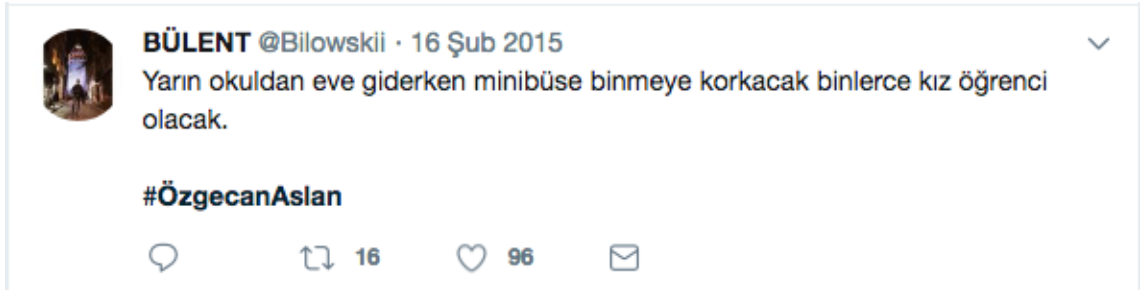 BÜLENT @Bilowskii · 16 Şub 2015
Yarın okuldan eve giderken minibüse binmeye korkacak binlerce kız öğrenci
olacak.
#ÖzgecanAslan
16 96